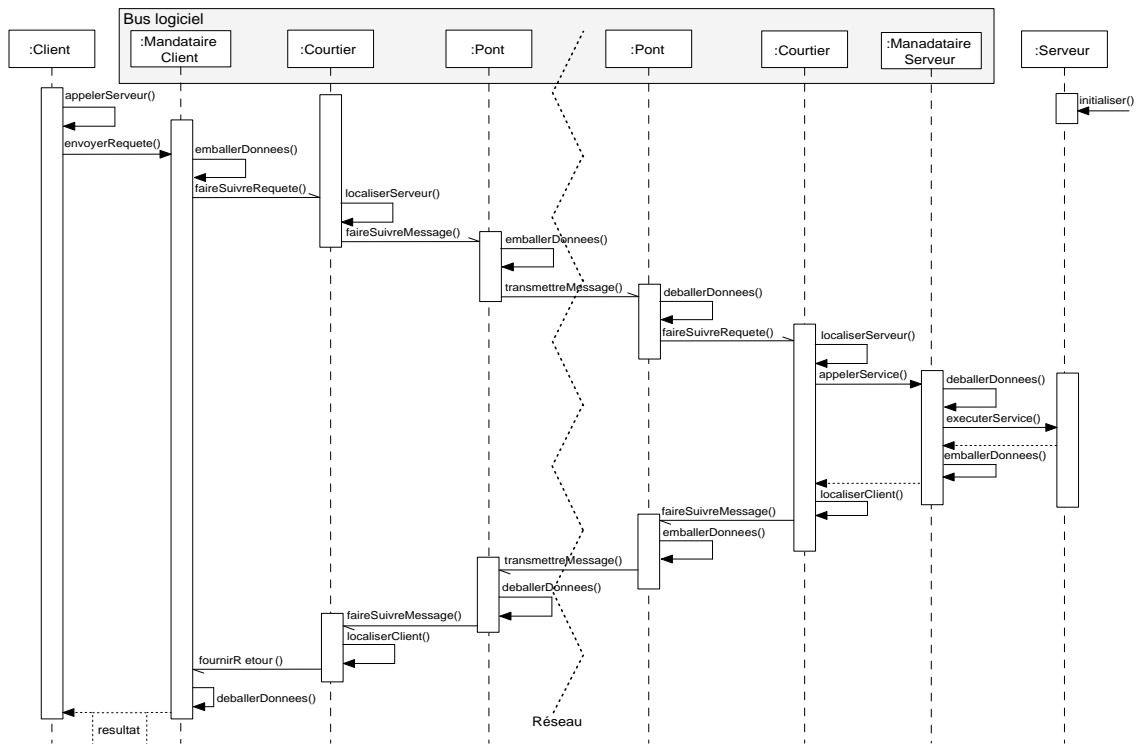 Bus logiciel
:Client
:Mandataire
Client
:Courtier
:Pont
:Pont
:Courtier
:Manadataire
Serveur
:Serveur
appelerServeur()
initialiser()
envoyerRequete()
emballerDonnees()
faireSuivreRequete()
localiserServeur()
faireSuivreMessage()
emballerDonnees()
transmettreMessage()
deballerDonnees()
faireSuivreRequete()
localiserServeur()
appelerService()
deballerDonnees()
executerService()
emballerDonnees()
localiserClient()
faireSuivreMessage()
emballerDonnees()
transmettreMessage()
deballerDonnees()
faireSuivreMessage()
localiserClient()
fournirR etour ()
deballerDonnees()
resultat
Réseau